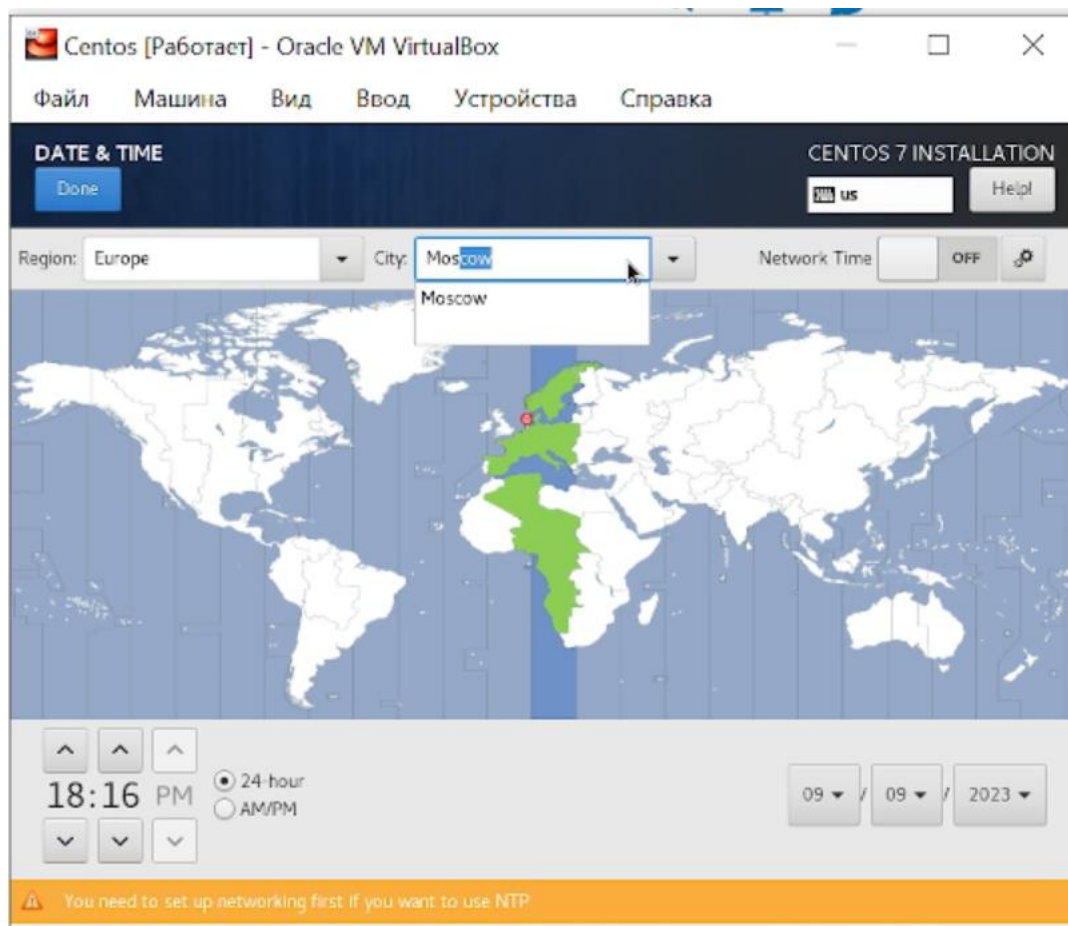 Centos [Работает] - Oracle VM VirtualBox
Файл Машина Вид Ввод Устройства Справка
DATE & TIME CENTOS 7 INSTALLATION
Done us Help!
Region: Europe City: Moscow Network Time OFF
Moscow
18:16 PM 24-hour
AM/PM
09 / 09 / 2023
You need to set up networking first if you want to use NTP